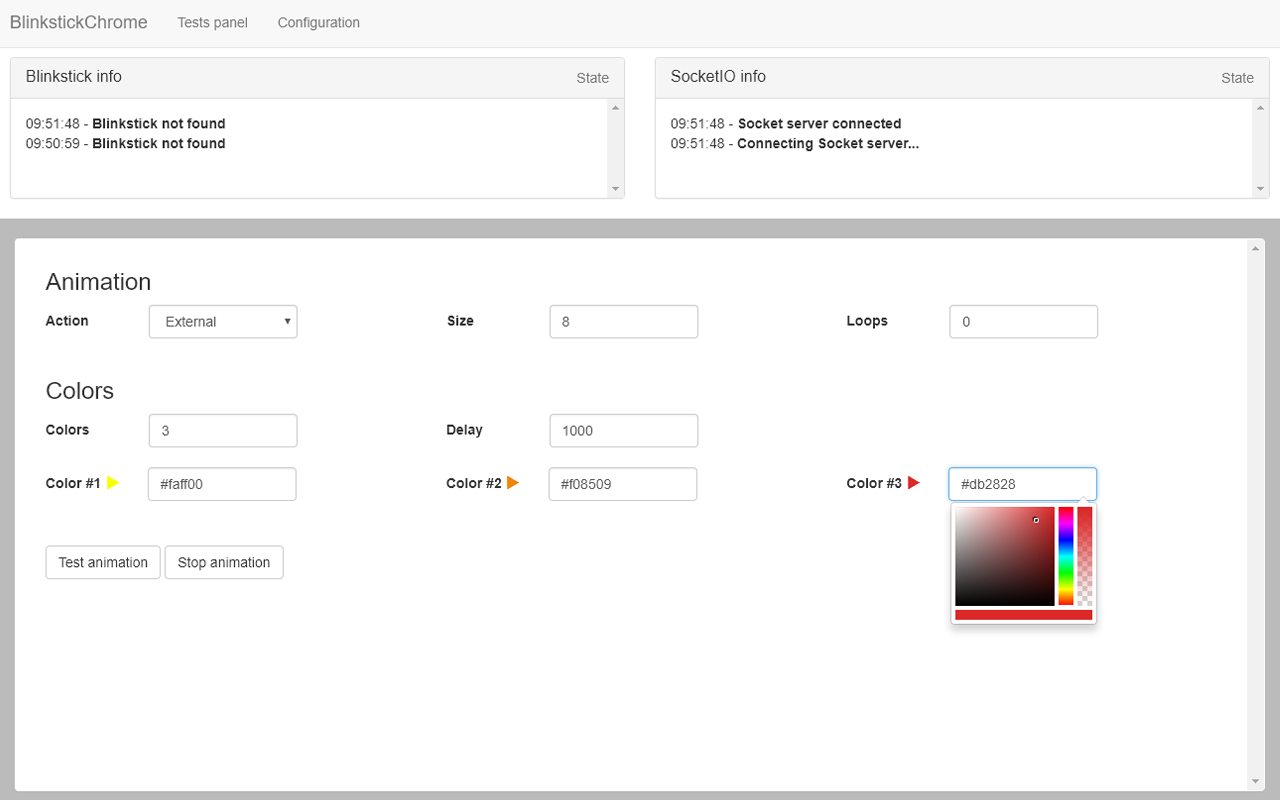 BlinkstickChrome Tests panel Configuration
Blinkstick info State
09:51:48 - Blinkstick not found
09:50:59 - Blinkstick not found
SocketIO info State
09:51:48 - Socket server connected
09:51:48 - Connecting Socket server...
Animation
Action External Size 8 Loops 0
Colors
Colors 3 Delay 1000
Color #1 #faff00 Color #2 #f08509 Color #3 #db2828
Test animation Stop animation